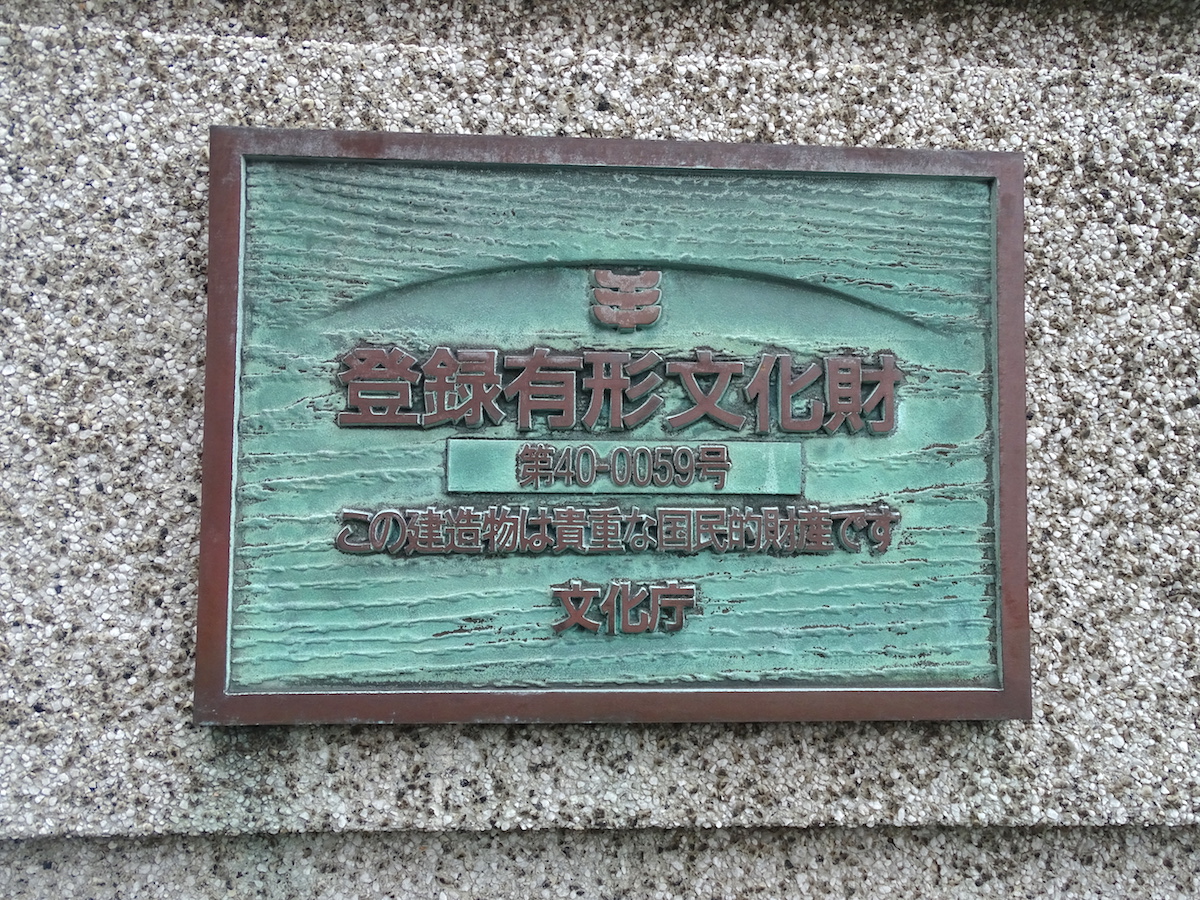 登録有形文化財
第40-0059号
この建造物は貴重な国民的財産です
文化庁